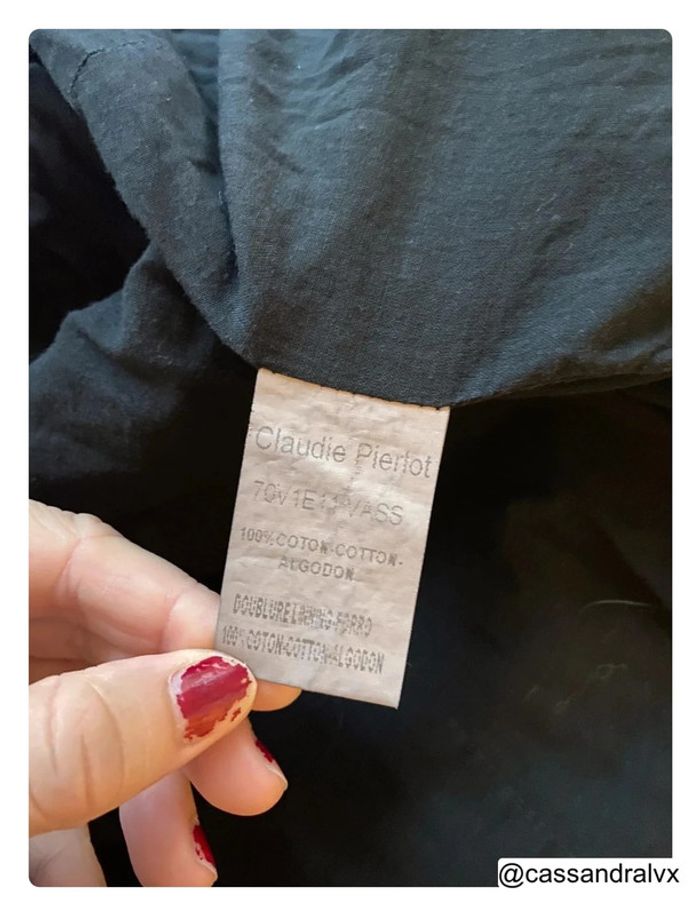 Claudie Pierlot
100% COTON-COTTON-
ALGODON
DOUBLURE-LINING-FORRO
100% COTON-COTTON-ALGODON
@cassandralvx